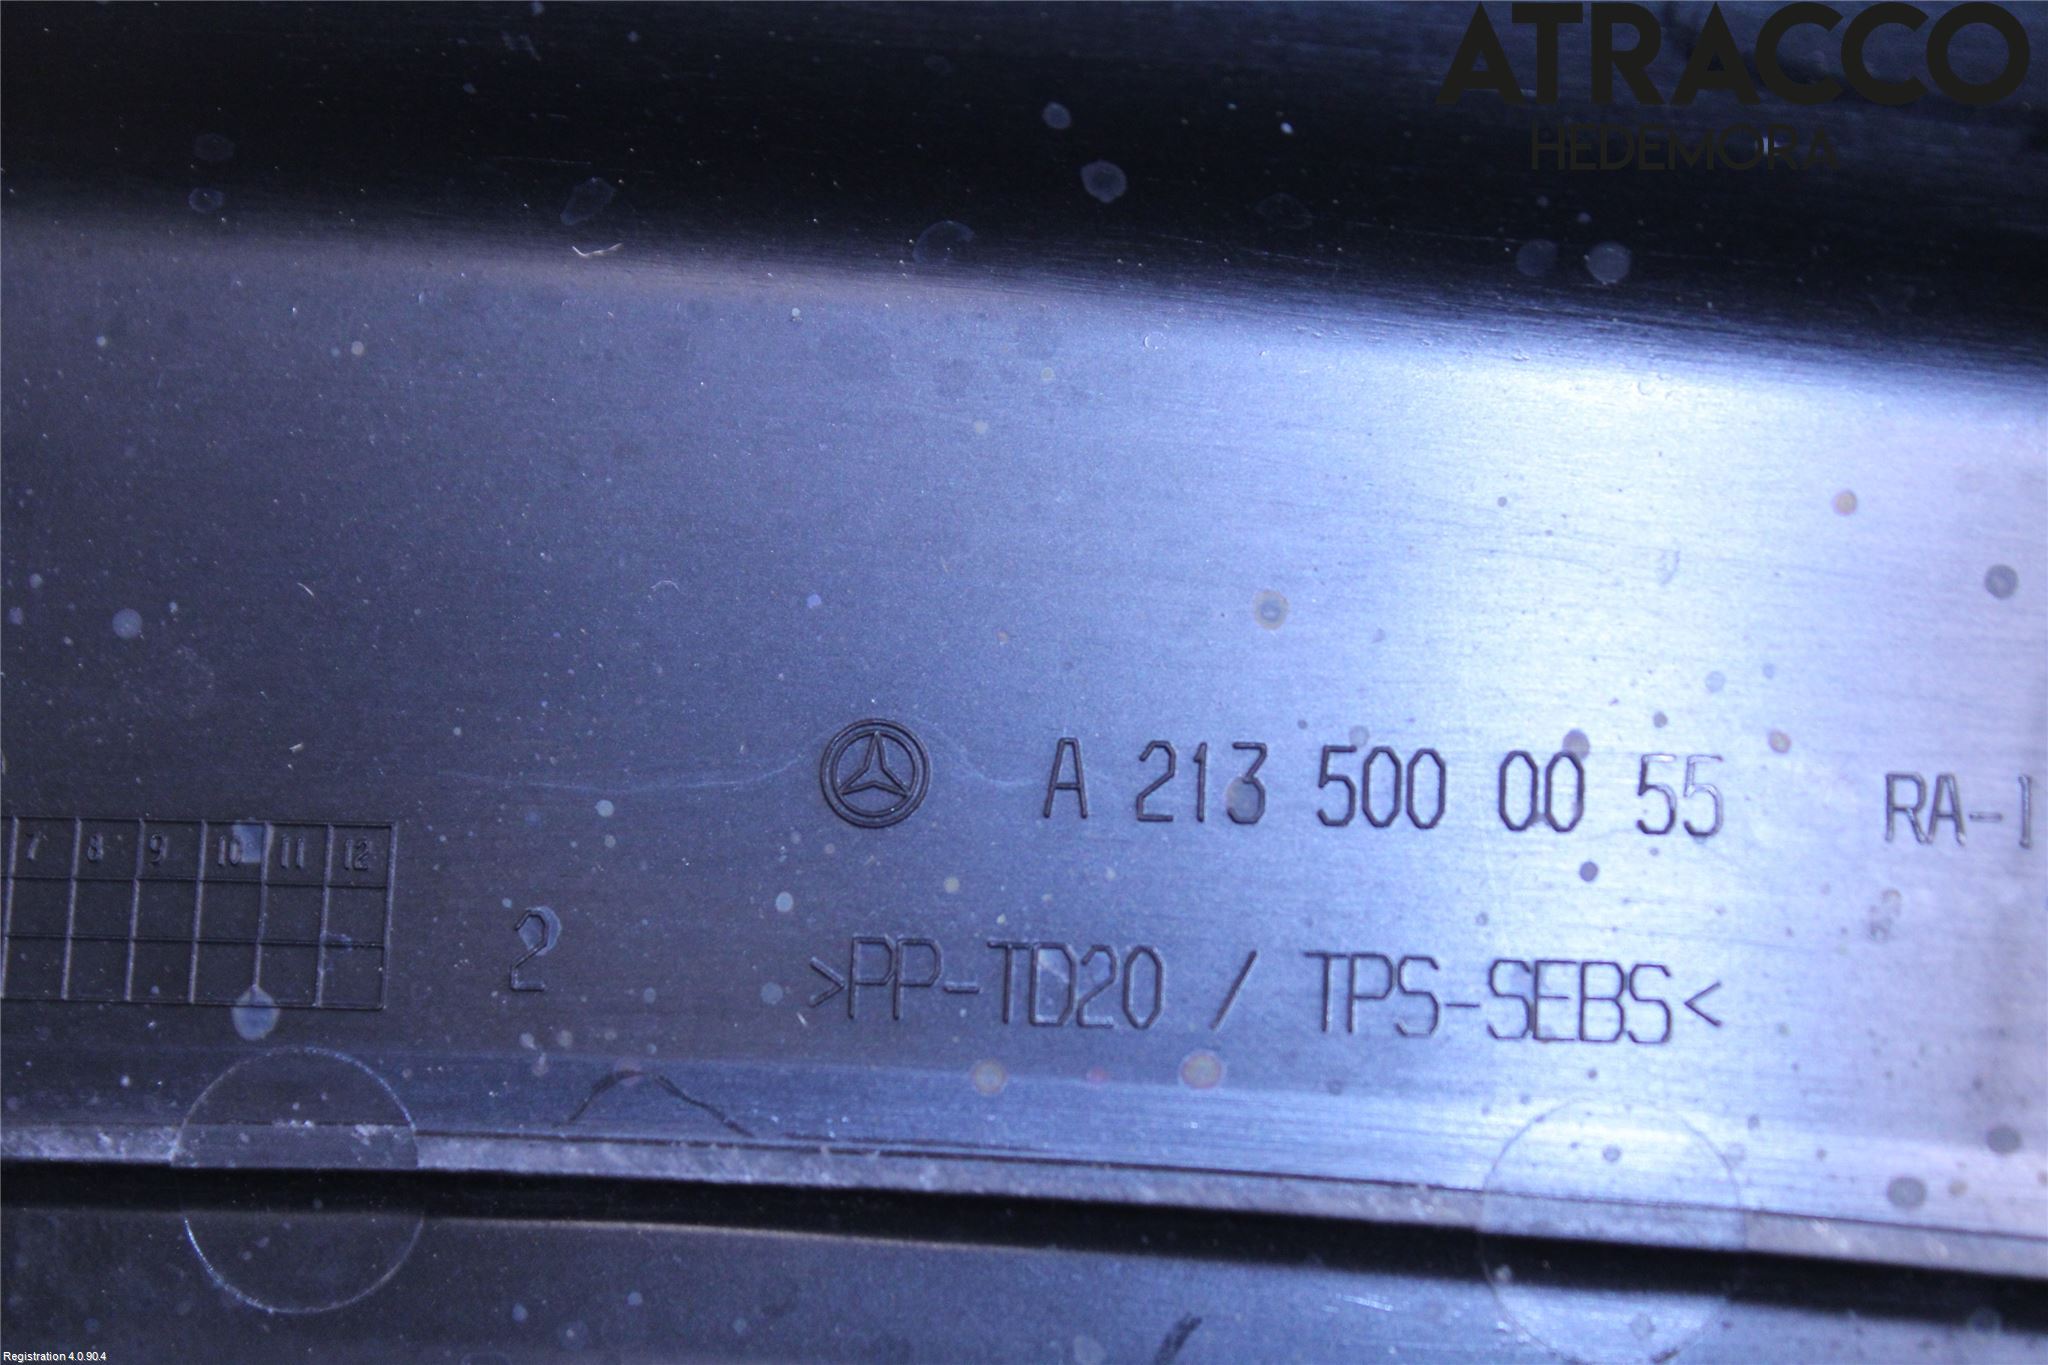 ATRACCO
HEDEMORA
A 213 500 00 55 RA-I
7 8 9 10 11 12
2
>PP-TD20 / TPS-SEBS<
Registration 4.0.90.4